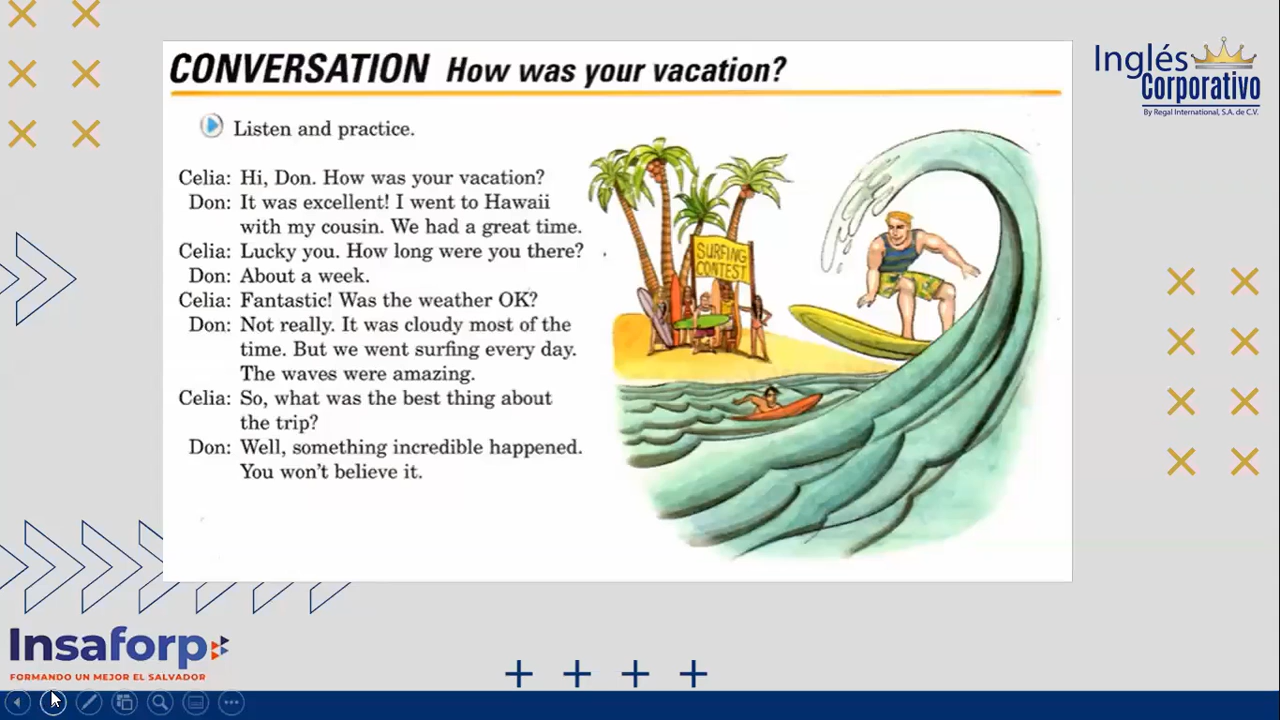 CONVERSATION How was your vacation?
Listen and practice.
Celia: Hi, Don. How was your vacation?
Don: It was excellent! I went to Hawaii
with my cousin. We had a great time.
Celia: Lucky you. How long were you there?
Don: About a week.
Celia: Fantastic! Was the weather OK?
Don: Not really. It was cloudy most of the
time. But we went surfing every day.
The waves were amazing.
Celia: So, what was the best thing about
the trip?
Don: Well, something incredible happened.
You won't believe it.
SURFING
CONTEST
Inglés
Corporativo
By Regal International, S.A. de C.V.
Insaforp
FORMANDO UN MEJOR EL SALVADOR